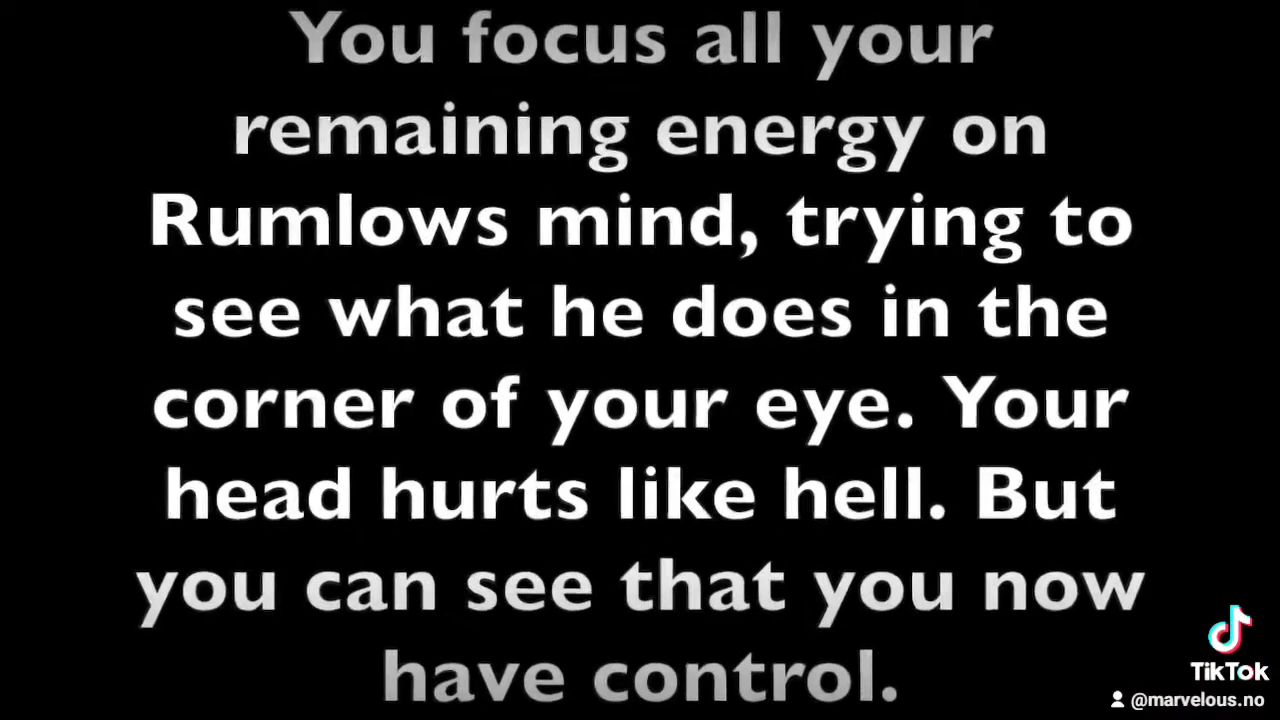 You focus all your
remaining energy on
Rumlows mind, trying to
see what he does in the
corner of your eye. Your
head hurts like hell. But
you can see that you now
have control.
TikTok
@marvelous.no